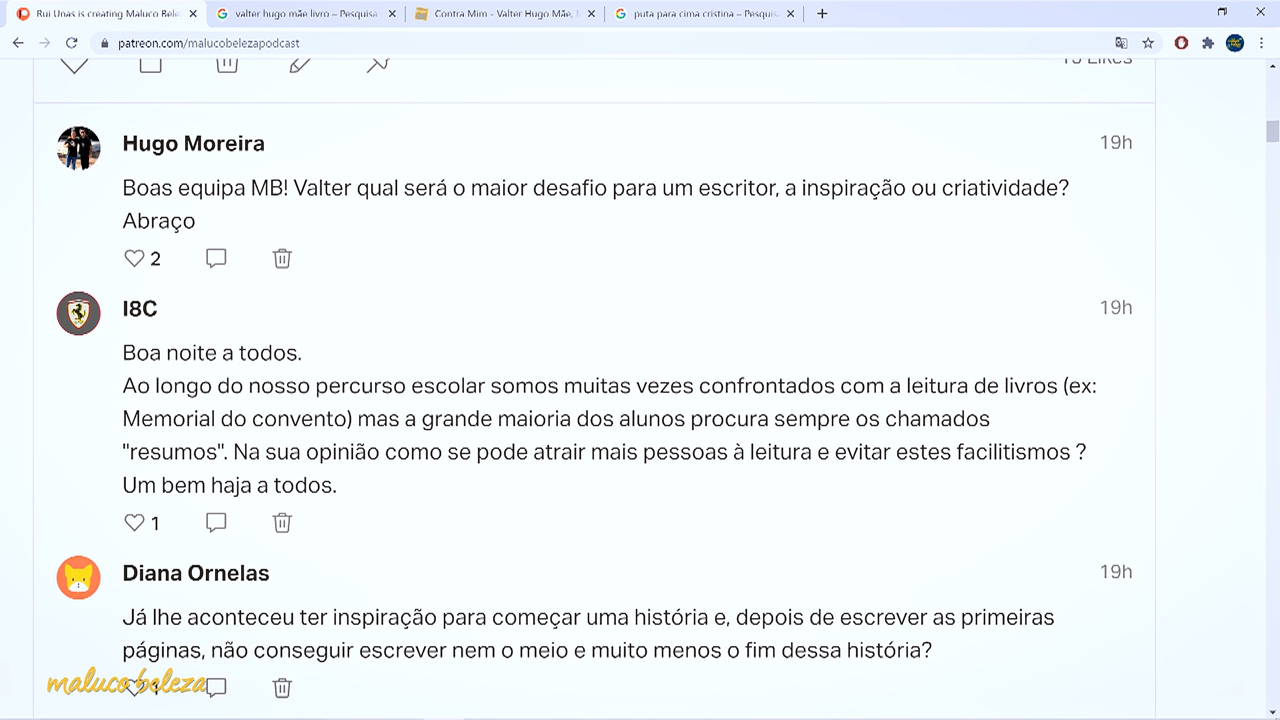 Rui Unas is creating Maluco Bele
valter hugo mãe livro – Pesquisa
Contra Mim - Valter Hugo Mãe,
puta para cima cristina – Pesquis
patreon.com/malucobelezapodcast
15 Likes
Hugo Moreira
19h
Boas equipa MB! Valter qual será o maior desafio para um escritor, a inspiração ou criatividade?
Abraço
2
I8C
19h
Boa noite a todos.
Ao longo do nosso percurso escolar somos muitas vezes confrontados com a leitura de livros (ex:
Memorial do convento) mas a grande maioria dos alunos procura sempre os chamados
"resumos". Na sua opinião como se pode atrair mais pessoas à leitura e evitar estes facilitismos ?
Um bem haja a todos.
1
Diana Ornelas
19h
Já lhe aconteceu ter inspiração para começar uma história e, depois de escrever as primeiras
páginas, não conseguir escrever nem o meio e muito menos o fim dessa história?
maluco beleza